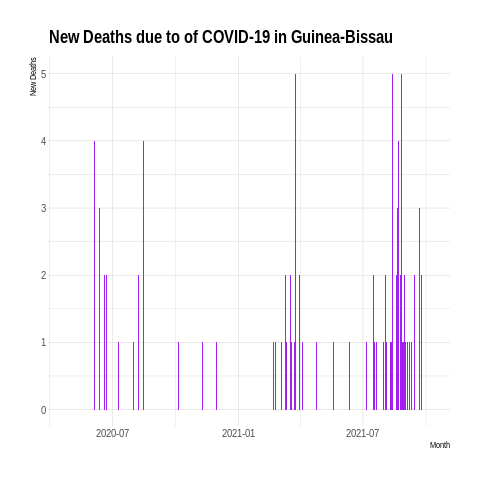 New Deaths due to of COVID-19 in Guinea-Bissau
New Deaths
5
4
3
2
1
0
2020-07 2021-01 2021-07
Month